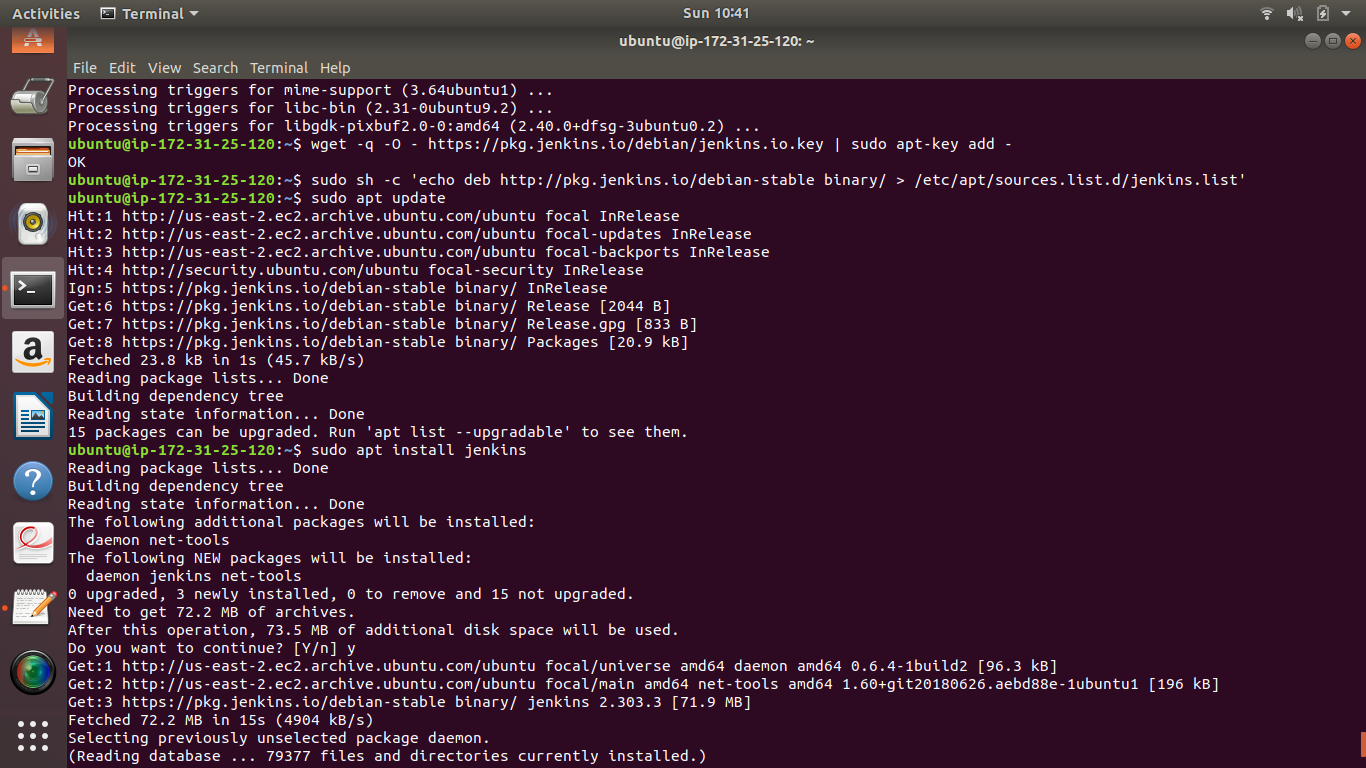 Activities Terminal Sun 10:41
ubuntu@ip-172-31-25-120: ~
File Edit View Search Terminal Help
Processing triggers for mime-support (3.64ubuntu1) ...
Processing triggers for libc-bin (2.31-0ubuntu9.2) ...
Processing triggers for libgdk-pixbuf2.0-0:amd64 (2.40.0+dfsg-3ubuntu0.2) ...
ubuntu@ip-172-31-25-120:~$ wget -q -O - https://pkg.jenkins.io/debian/jenkins.io.key | sudo apt-key add -
OK
ubuntu@ip-172-31-25-120:~$ sudo sh -c 'echo deb http://pkg.jenkins.io/debian-stable binary/ > /etc/apt/sources.list.d/jenkins.list'
ubuntu@ip-172-31-25-120:~$ sudo apt update
Hit:1 http://us-east-2.ec2.archive.ubuntu.com/ubuntu focal InRelease
Hit:2 http://us-east-2.ec2.archive.ubuntu.com/ubuntu focal-updates InRelease
Hit:3 http://us-east-2.ec2.archive.ubuntu.com/ubuntu focal-backports InRelease
Hit:4 http://security.ubuntu.com/ubuntu focal-security InRelease
Ign:5 https://pkg.jenkins.io/debian-stable binary/ InRelease
Get:6 https://pkg.jenkins.io/debian-stable binary/ Release [2044 B]
Get:7 https://pkg.jenkins.io/debian-stable binary/ Release.gpg [833 B]
Get:8 https://pkg.jenkins.io/debian-stable binary/ Packages [20.9 kB]
Fetched 23.8 kB in 1s (45.7 kB/s)
Reading package lists... Done
Building dependency tree
Reading state information... Done
15 packages can be upgraded. Run 'apt list --upgradable' to see them.
ubuntu@ip-172-31-25-120:~$ sudo apt install jenkins
Reading package lists... Done
Building dependency tree
Reading state information... Done
The following additional packages will be installed:
  daemon net-tools
The following NEW packages will be installed:
  daemon jenkins net-tools
0 upgraded, 3 newly installed, 0 to remove and 15 not upgraded.
Need to get 72.2 MB of archives.
After this operation, 73.5 MB of additional disk space will be used.
Do you want to continue? [Y/n] y
Get:1 http://us-east-2.ec2.archive.ubuntu.com/ubuntu focal/universe amd64 daemon amd64 0.6.4-1build2 [96.3 kB]
Get:2 http://us-east-2.ec2.archive.ubuntu.com/ubuntu focal/main amd64 net-tools amd64 1.60+git20180626.aebd88e-1ubuntu1 [196 kB]
Get:3 https://pkg.jenkins.io/debian-stable binary/ jenkins 2.303.3 [71.9 MB]
Fetched 72.2 MB in 15s (4904 kB/s)
Selecting previously unselected package daemon.
(Reading database ... 79377 files and directories currently installed.)